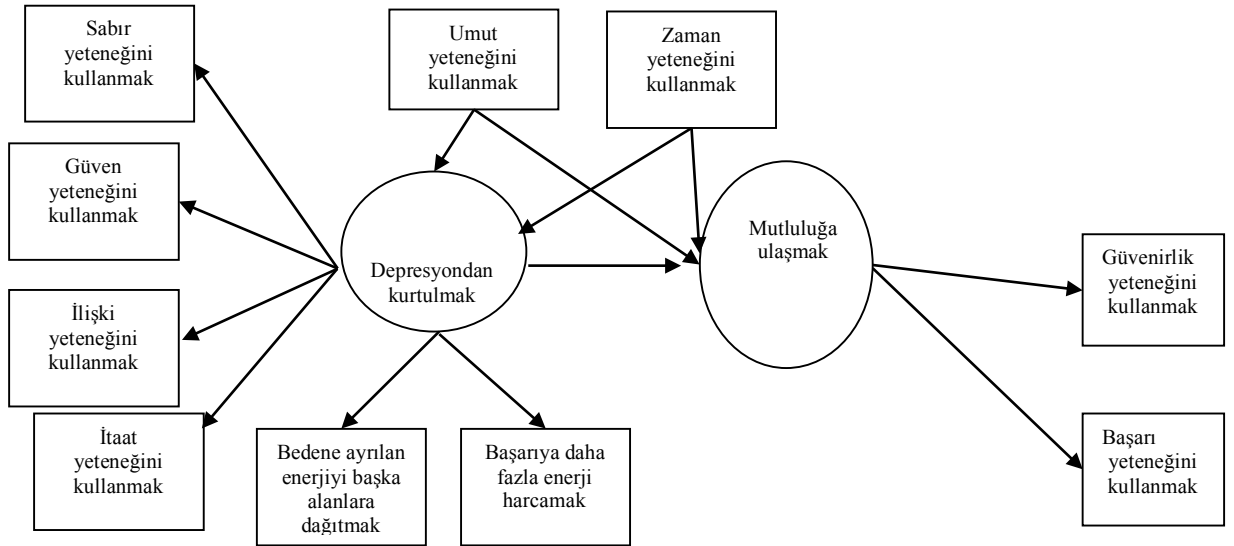 Sabır
yeteneğini
kullanmak
Umut
yeteneğini
kullanmak
Zaman
yeteneğini
kullanmak
Güven
yeteneğini
kullanmak
Depresyondan
kurtulmak
Mutluluğa
ulaşmak
Güvenirlik
yeteneğini
kullanmak
İlişki
yeteneğini
kullanmak
İtaat
yeteneğini
kullanmak
Bedene ayrılan
enerjiyi başka
alanlara
dağıtmak
Başarıya daha
fazla enerji
harcamak
Başarı
yeteneğini
kullanmak